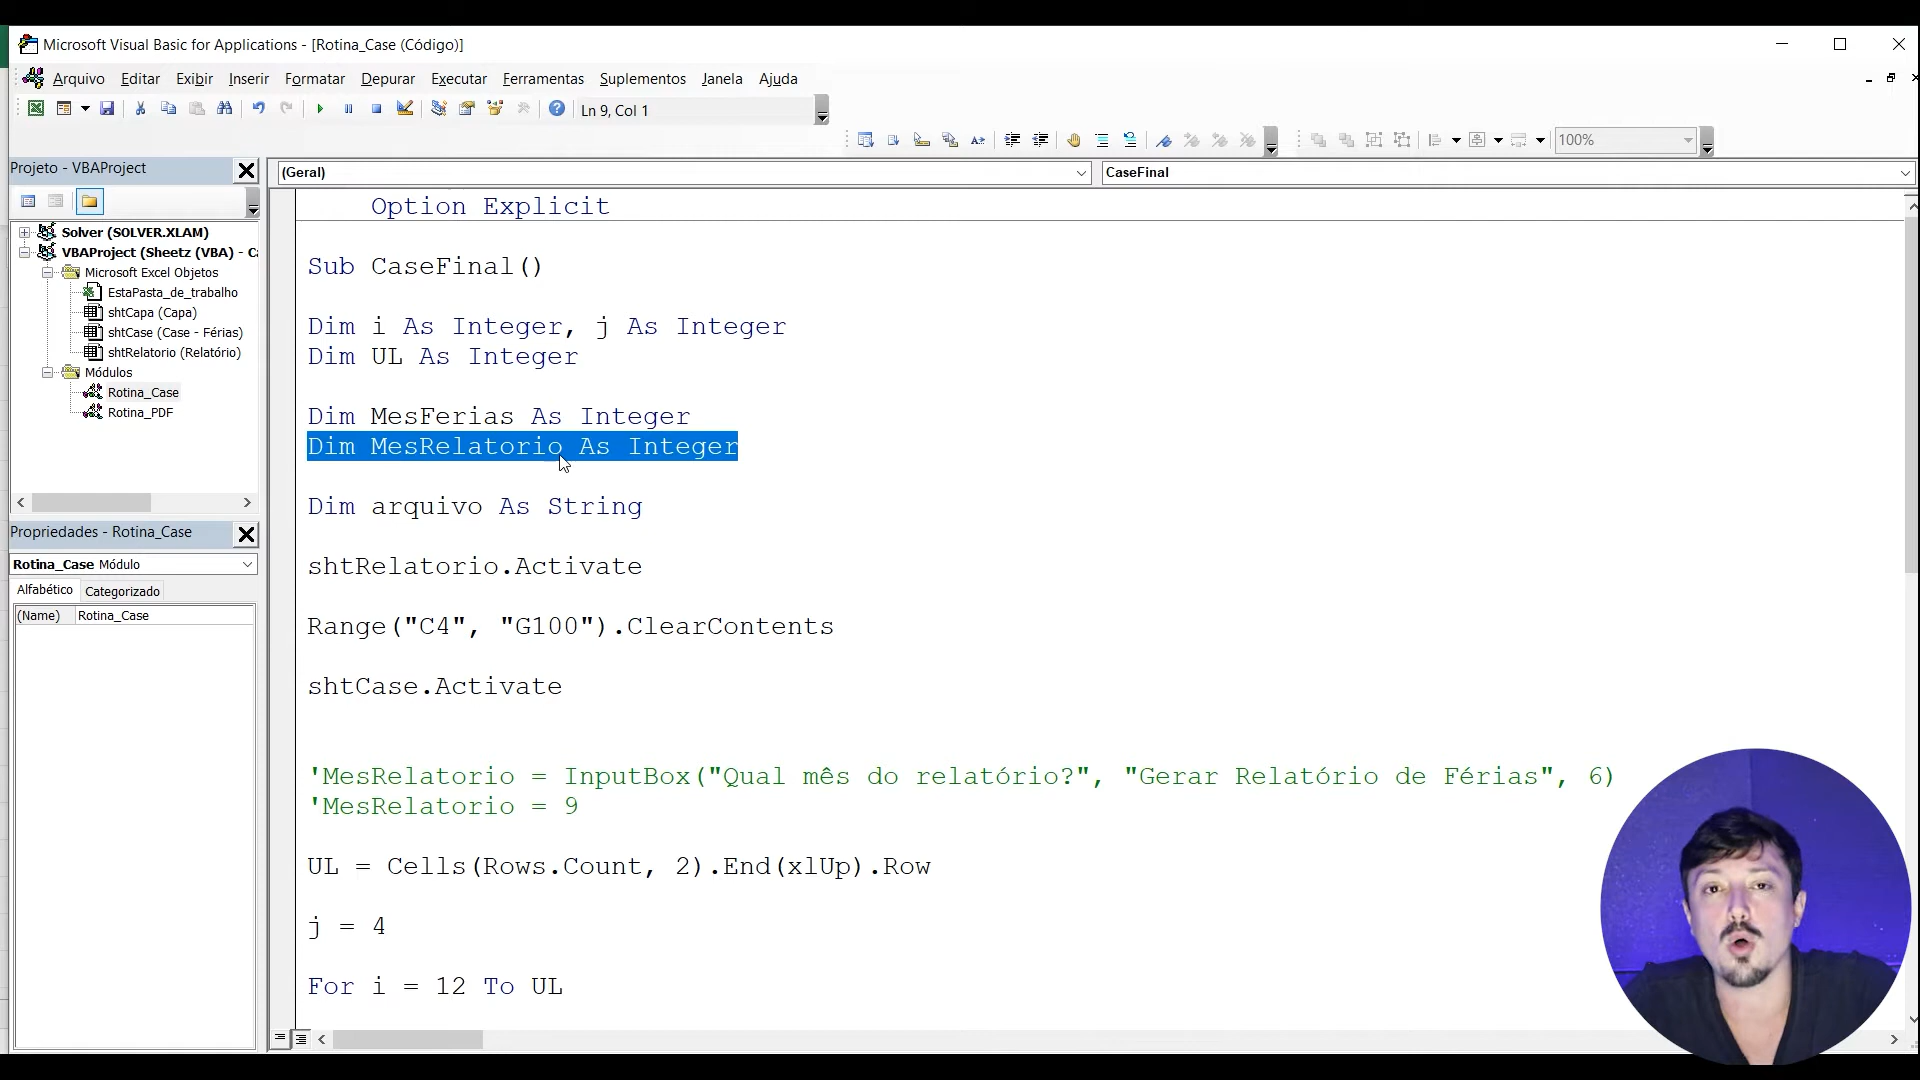 Microsoft Visual Basic for Applications - [Rotina_Case (Código)]
Arquivo Editar Exibir Inserir Formatar Depurar Executar Ferramentas Suplementos Janela Ajuda
Ln 9, Col 1
100%
Projeto - VBAProject
(Geral)
CaseFinal
Solver (SOLVER.XLAM)
VBAProject (Sheetz (VBA) - Ca
Microsoft Excel Objetos
EstaPasta_de_trabalho
shtCapa (Capa)
shtCase (Case - Férias)
shtRelatorio (Relatório)
Módulos
Rotina_Case
Rotina_PDF
Propriedades - Rotina_Case
Rotina_Case Módulo
Alfabético Categorizado
(Name) Rotina_Case
Option Explicit
Sub CaseFinal()
Dim i As Integer, j As Integer
Dim UL As Integer
Dim MesFerias As Integer
Dim MesRelatorio As Integer
Dim arquivo As String
shtRelatorio.Activate
Range("C4", "G100").ClearContents
shtCase.Activate
'MesRelatorio = InputBox("Qual mês do relatório?", "Gerar Relatório de Férias", 6)
'MesRelatorio = 9
UL = Cells(Rows.Count, 2).End(xlUp).Row
j = 4
For i = 12 To UL